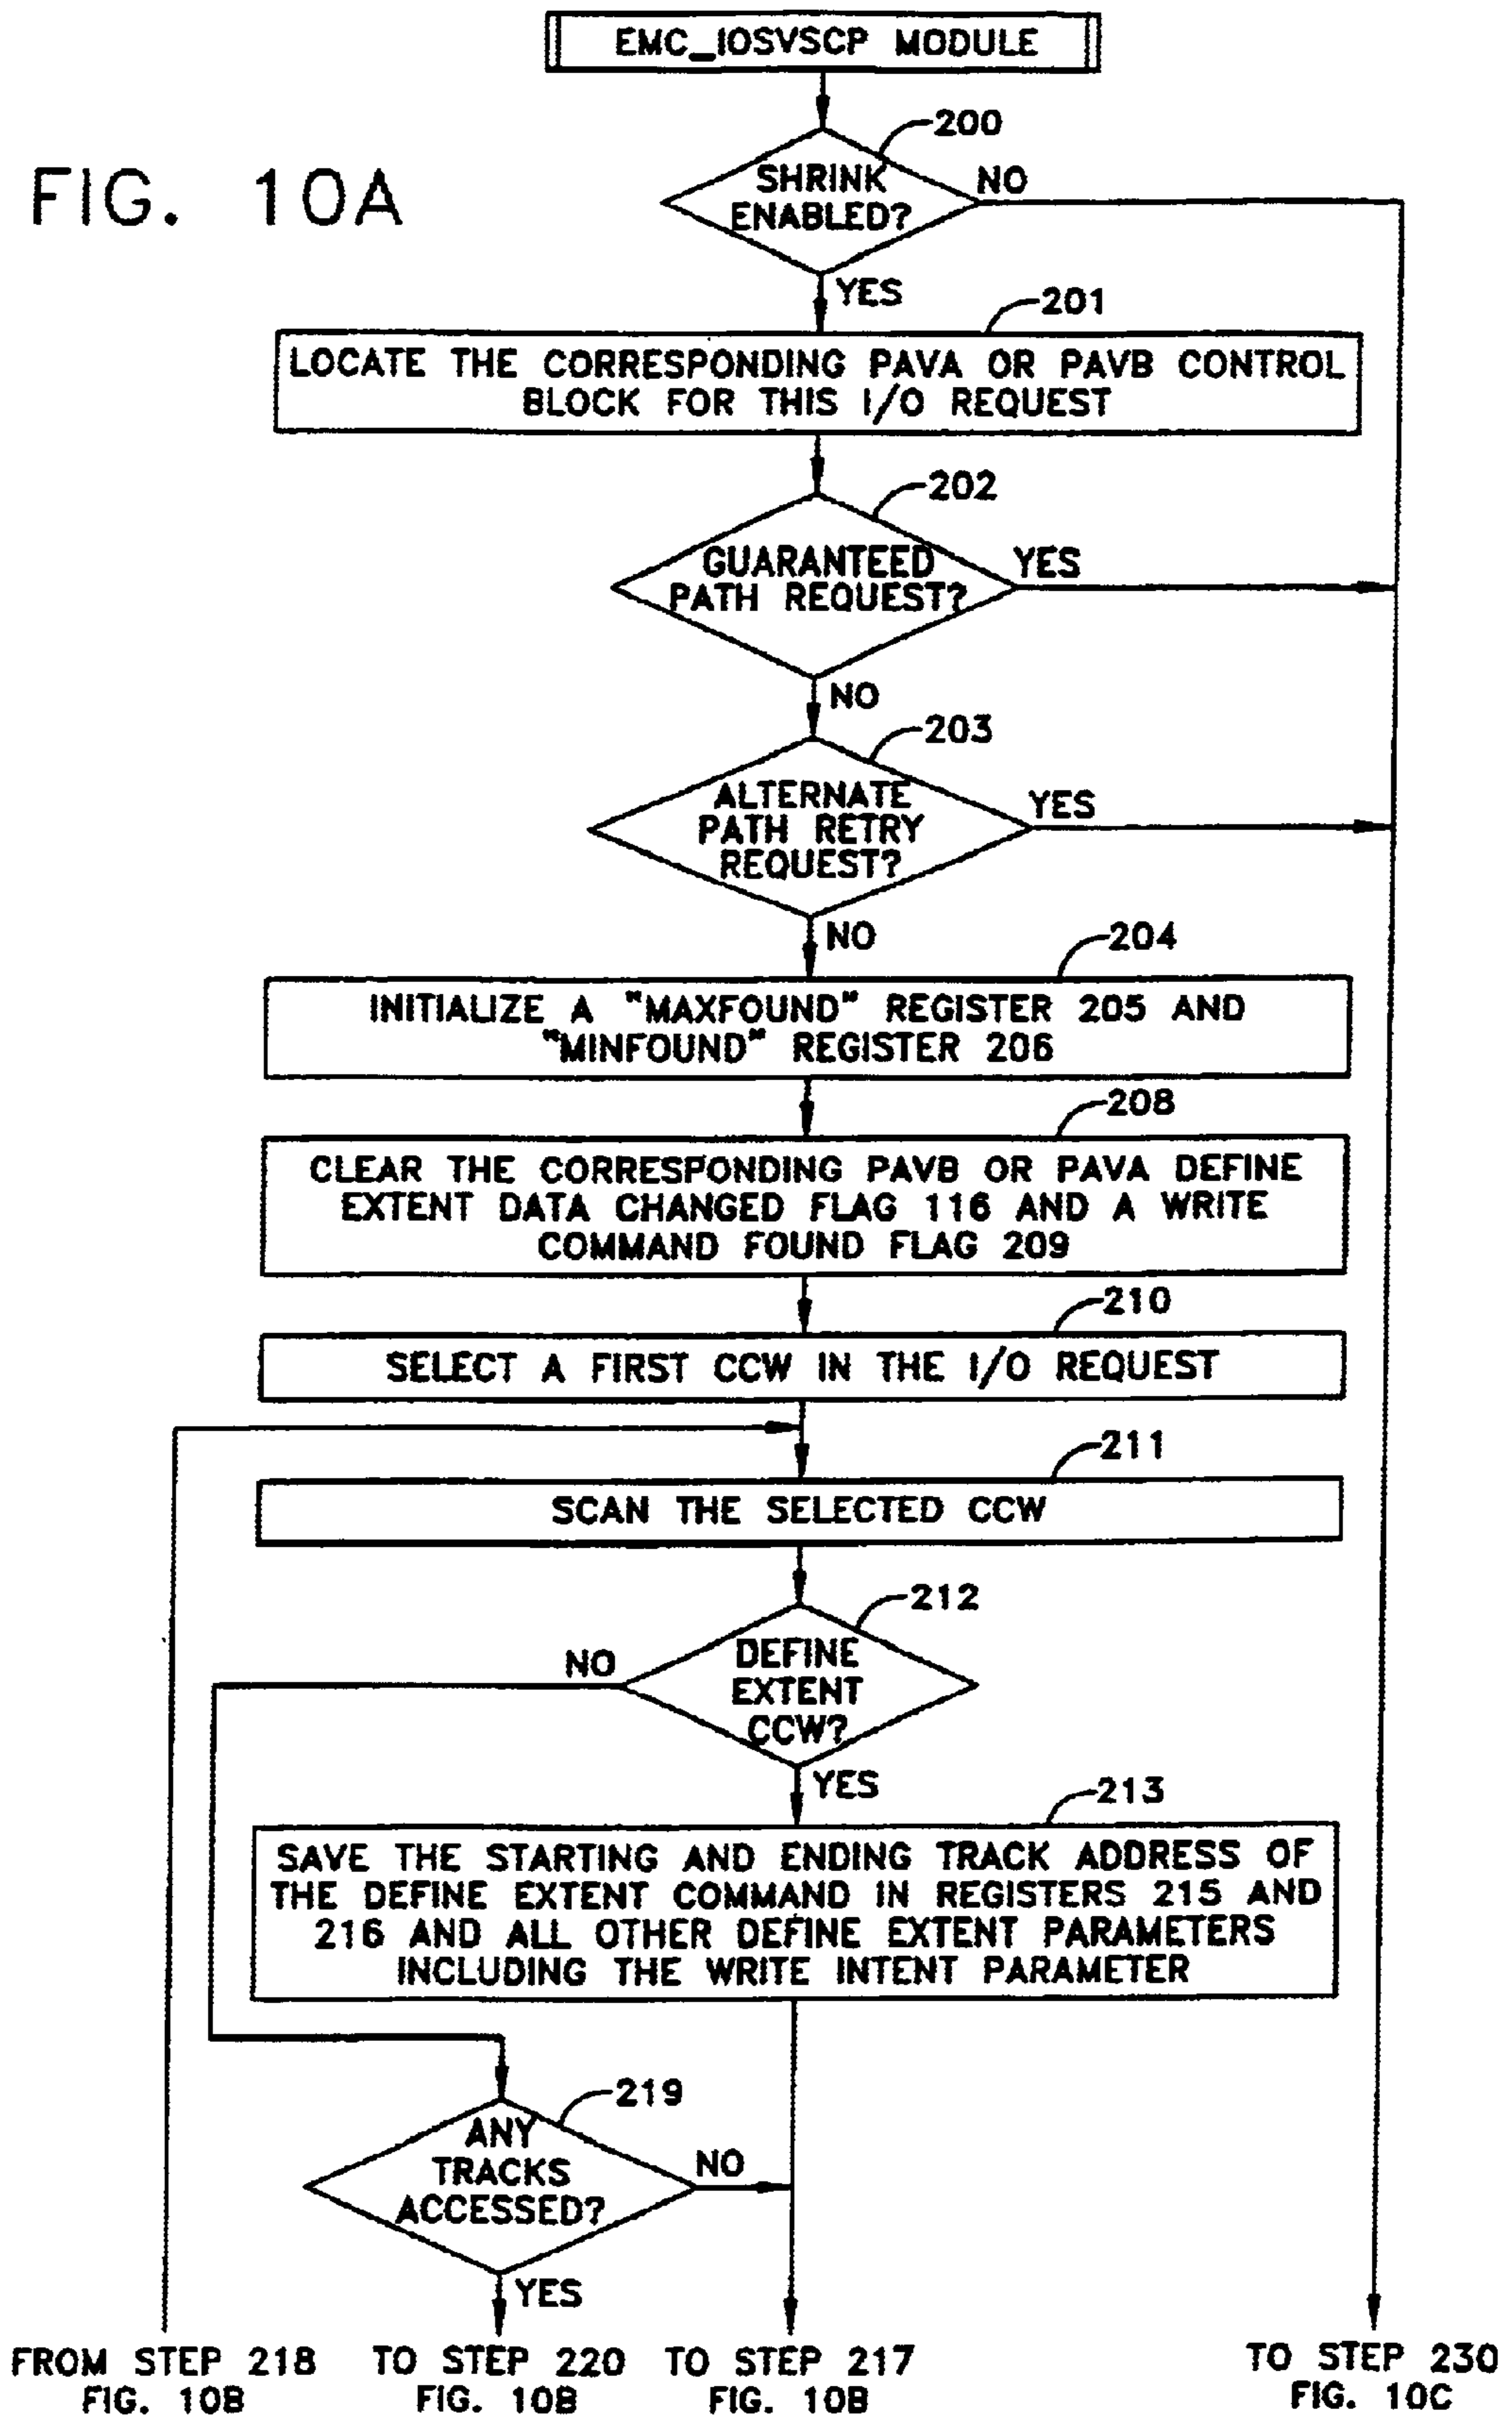 EMC_IOSVSCP MODULE
FIG. 10A
200
SHRINK
ENABLED?
NO
YES
201
LOCATE THE CORRESPONDING PAVA OR PAVB CONTROL
BLOCK FOR THIS I/O REQUEST
202
GUARANTEED
PATH REQUEST?
YES
NO
203
ALTERNATE
PATH RETRY
REQUEST?
YES
NO
204
INITIALIZE A "MAXFOUND" REGISTER 205 AND
"MINFOUND" REGISTER 206
208
CLEAR THE CORRESPONDING PAVB OR PAVA DEFINE
EXTENT DATA CHANGED FLAG 116 AND A WRITE
COMMAND FOUND FLAG 209
210
SELECT A FIRST CCW IN THE I/O REQUEST
211
SCAN THE SELECTED CCW
212
DEFINE
EXTENT
CCW?
NO
YES
213
SAVE THE STARTING AND ENDING TRACK ADDRESS OF
THE DEFINE EXTENT COMMAND IN REGISTERS 215 AND
216 AND ALL OTHER DEFINE EXTENT PARAMETERS
INCLUDING THE WRITE INTENT PARAMETER
219
ANY
TRACKS
ACCESSED?
NO
YES
FROM STEP 218
FIG. 10B
TO STEP 220
FIG. 10B
TO STEP 217
FIG. 10B
TO STEP 230
FIG. 10C